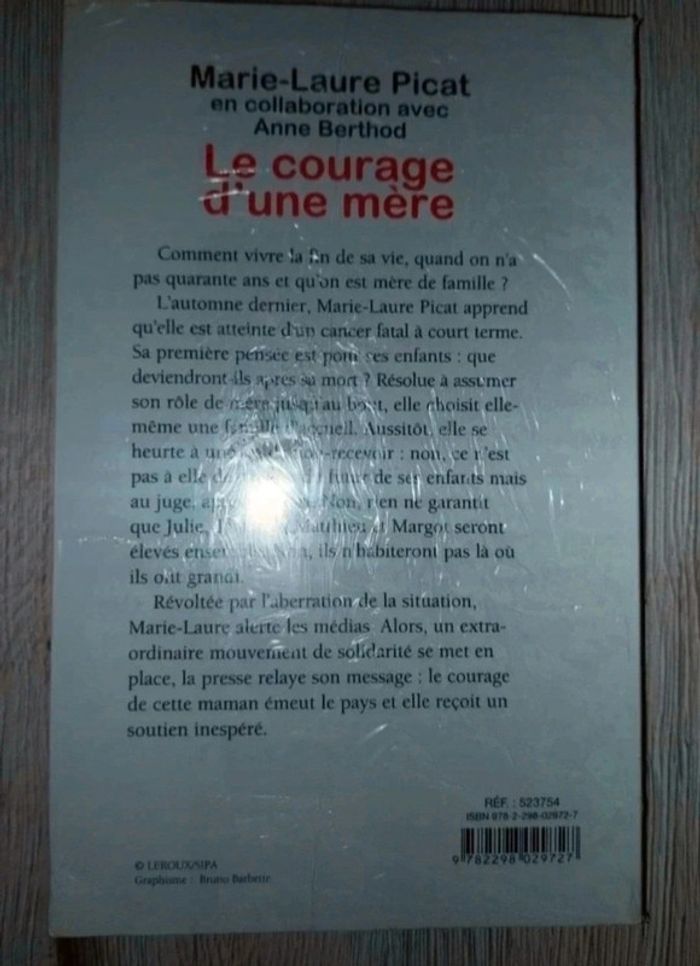 Marie-Laure Picat
en collaboration avec
Anne Berthod
Le courage
d'une mère
Comment vivre la fin de sa vie, quand on n'a
pas quarante ans et qu'on est mère de famille ?
L'automne dernier, Marie-Laure Picat apprend
qu'elle est atteinte d'un cancer fatal à court terme.
Sa première pensée est pour ses enfants : que
deviendront-ils après sa mort ? Résolue à assumer
son rôle de mère jusqu'au bout, elle choisit elle-
même une famille d'accueil. Aussitôt, elle se
heurte à une recevoir : non, ce n'est
pas à elle de futur de ses enfants mais
au juge, Non, rien ne garantit
que Julie, Matthieu et Margot seront
élevés ils n'habiteront pas là où
ils ont grandi.
Révoltée par l'aberration de la situation,
Marie-Laure alerte les médias. Alors, un extra-
ordinaire mouvement de solidarité se met en
place, la presse relaye son message : le courage
de cette maman émeut le pays et elle reçoit un
soutien inespéré.
RÉF. : 523754
ISBN 978-2-298-02972-7
9 782298 029727
© LEROUX/SIPA
Graphisme : Bruno Barbette